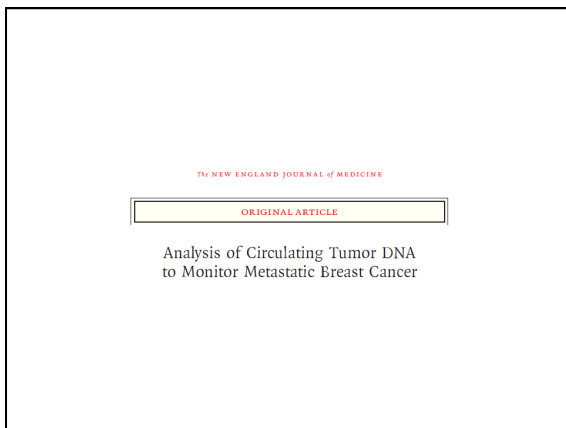 The NEW ENGLAND JOURNAL of MEDICINE
ORIGINAL ARTICLE
Analysis of Circulating Tumor DNA
to Monitor Metastatic Breast Cancer